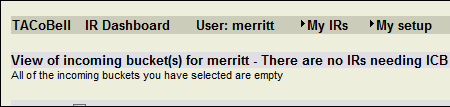 TACoBell IR Dashboard User: merritt My IRs My setup
View of incoming bucket(s) for merritt - There are no IRs needing ICB
All of the incoming buckets you have selected are empty